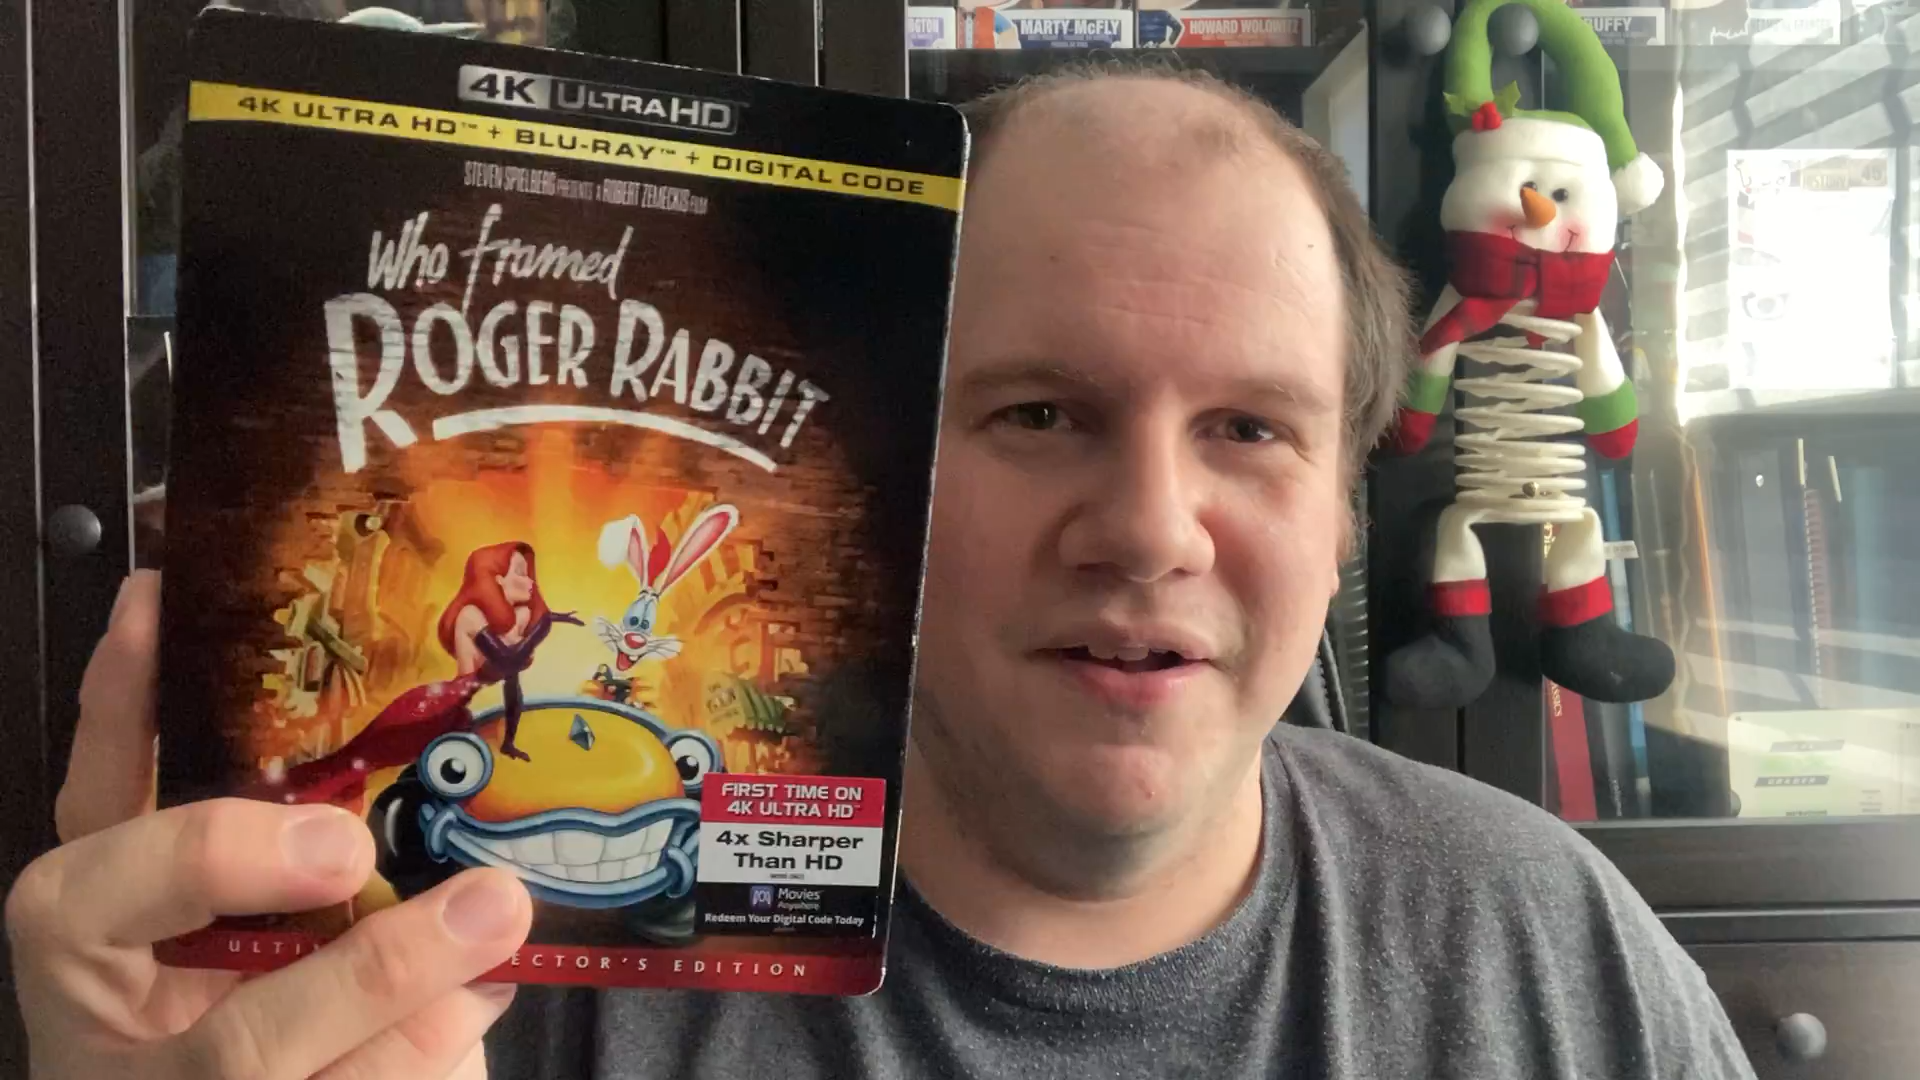 MARTY McFLY
HOWARD WOLOWITZ
4K ULTRA HD™
4K ULTRA HD™ + BLU-RAY™ + DIGITAL CODE
STEVEN SPIELBERG PRESENTS A ROBERT ZEMECKIS FILM
Who framed
ROGER RABBIT
FIRST TIME ON
4K ULTRA HD™
4x Sharper
Than HD
Movies
Anywhere
Redeem Your Digital Code Today
ULTI
ECTOR'S EDITION